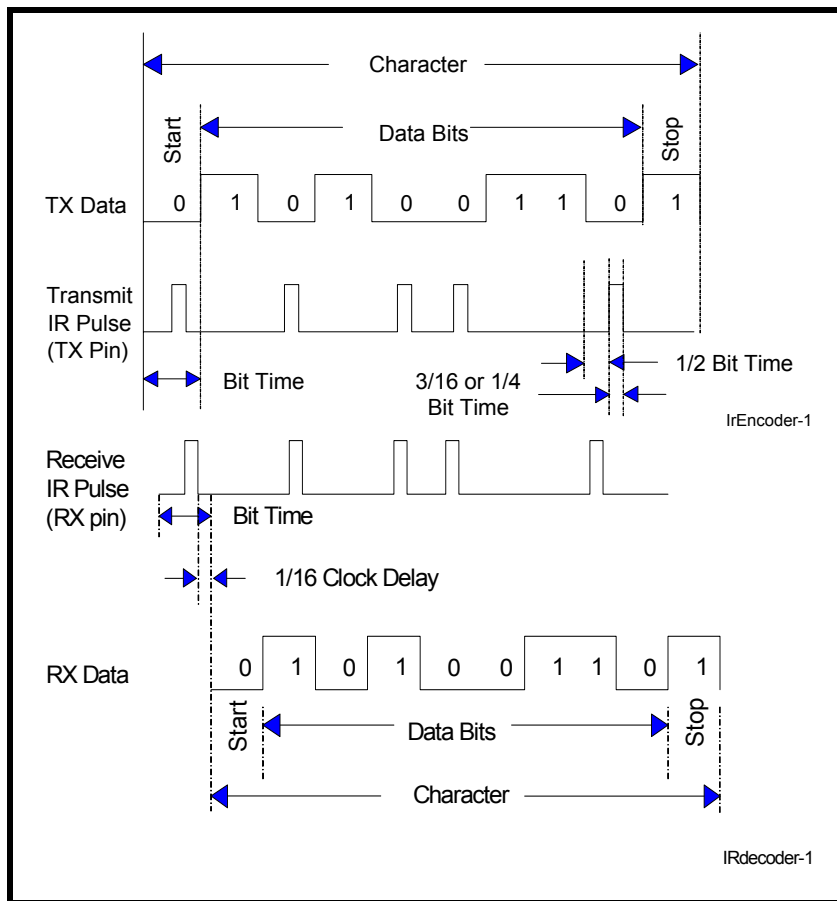 Character
Start
Data Bits
Stop
TX Data
0 1 0 1 0 0 1 1 0 1
Transmit
IR Pulse
(TX Pin)
Bit Time
1/2 Bit Time
3/16 or 1/4
Bit Time
IrEncoder-1
Receive
IR Pulse
(RX pin)
Bit Time
1/16 Clock Delay
RX Data
0 1 0 1 0 0 1 1 0 1
Start
Data Bits
Stop
Character
IRdecoder-1